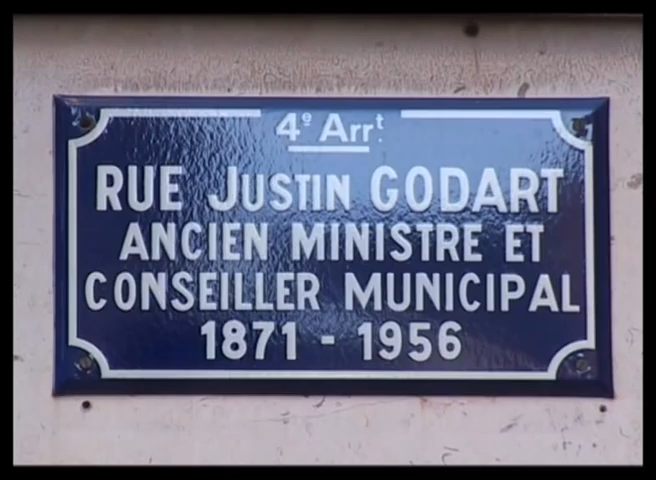 4e Arrt.
RUE JUSTIN GODART
ANCIEN MINISTRE ET
CONSEILLER MUNICIPAL
1871 - 1956